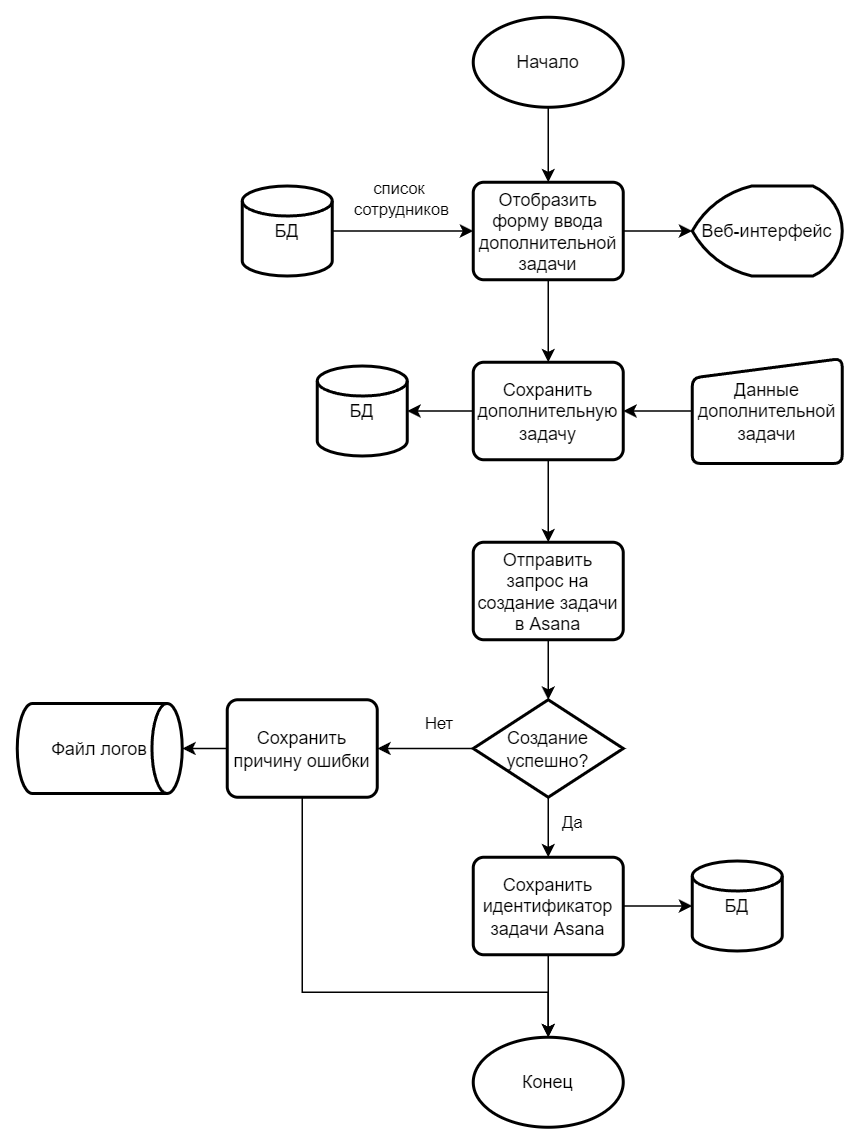 Начало
список
сотрудников
БД
Отобразить
форму ввода
дополнительной
задачи
Веб-интерфейс
БД
Сохранить
дополнительную
задачу
Данные
дополнительной
задачи
Отправить
запрос на
создание задачи
в Asana
Файл логов
Сохранить
причину ошибки
Нет
Создание
успешно?
Да
Сохранить
идентификатор
задачи Asana
БД
Конец